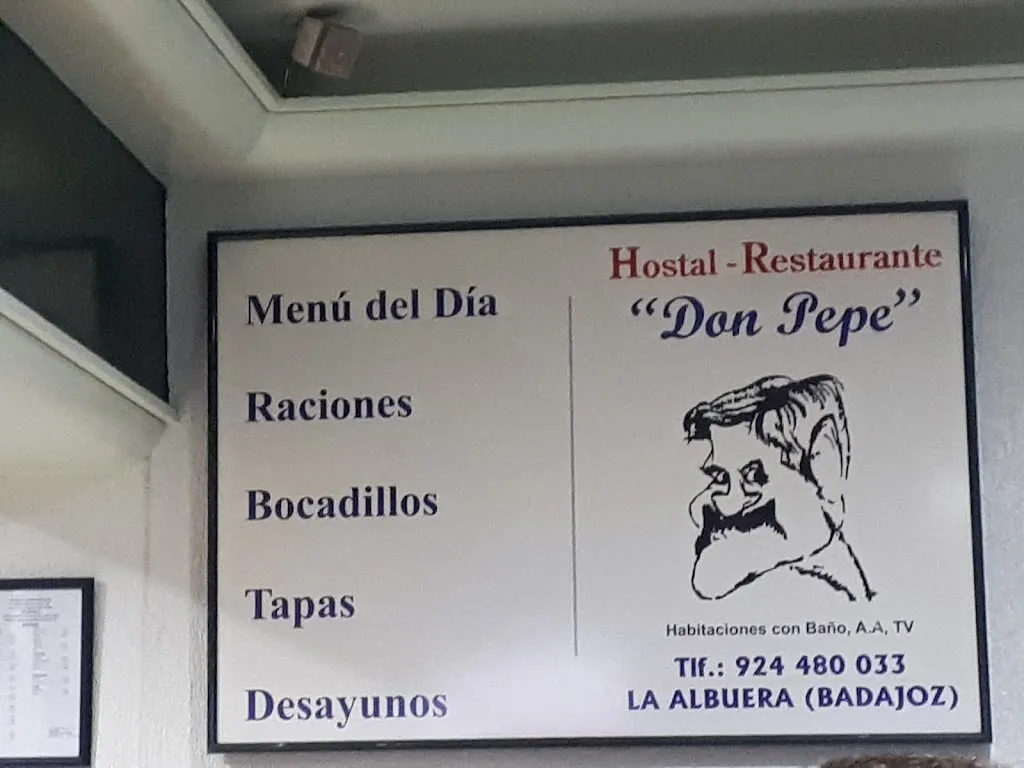 Menú del Día
Raciones
Bocadillos
Tapas
Desayunos
Hostal - Restaurante
“Don Pepe”
Habitaciones con Baño, A.A, TV
Tlf.: 924 480 033
LA ALBUERA (BADAJOZ)